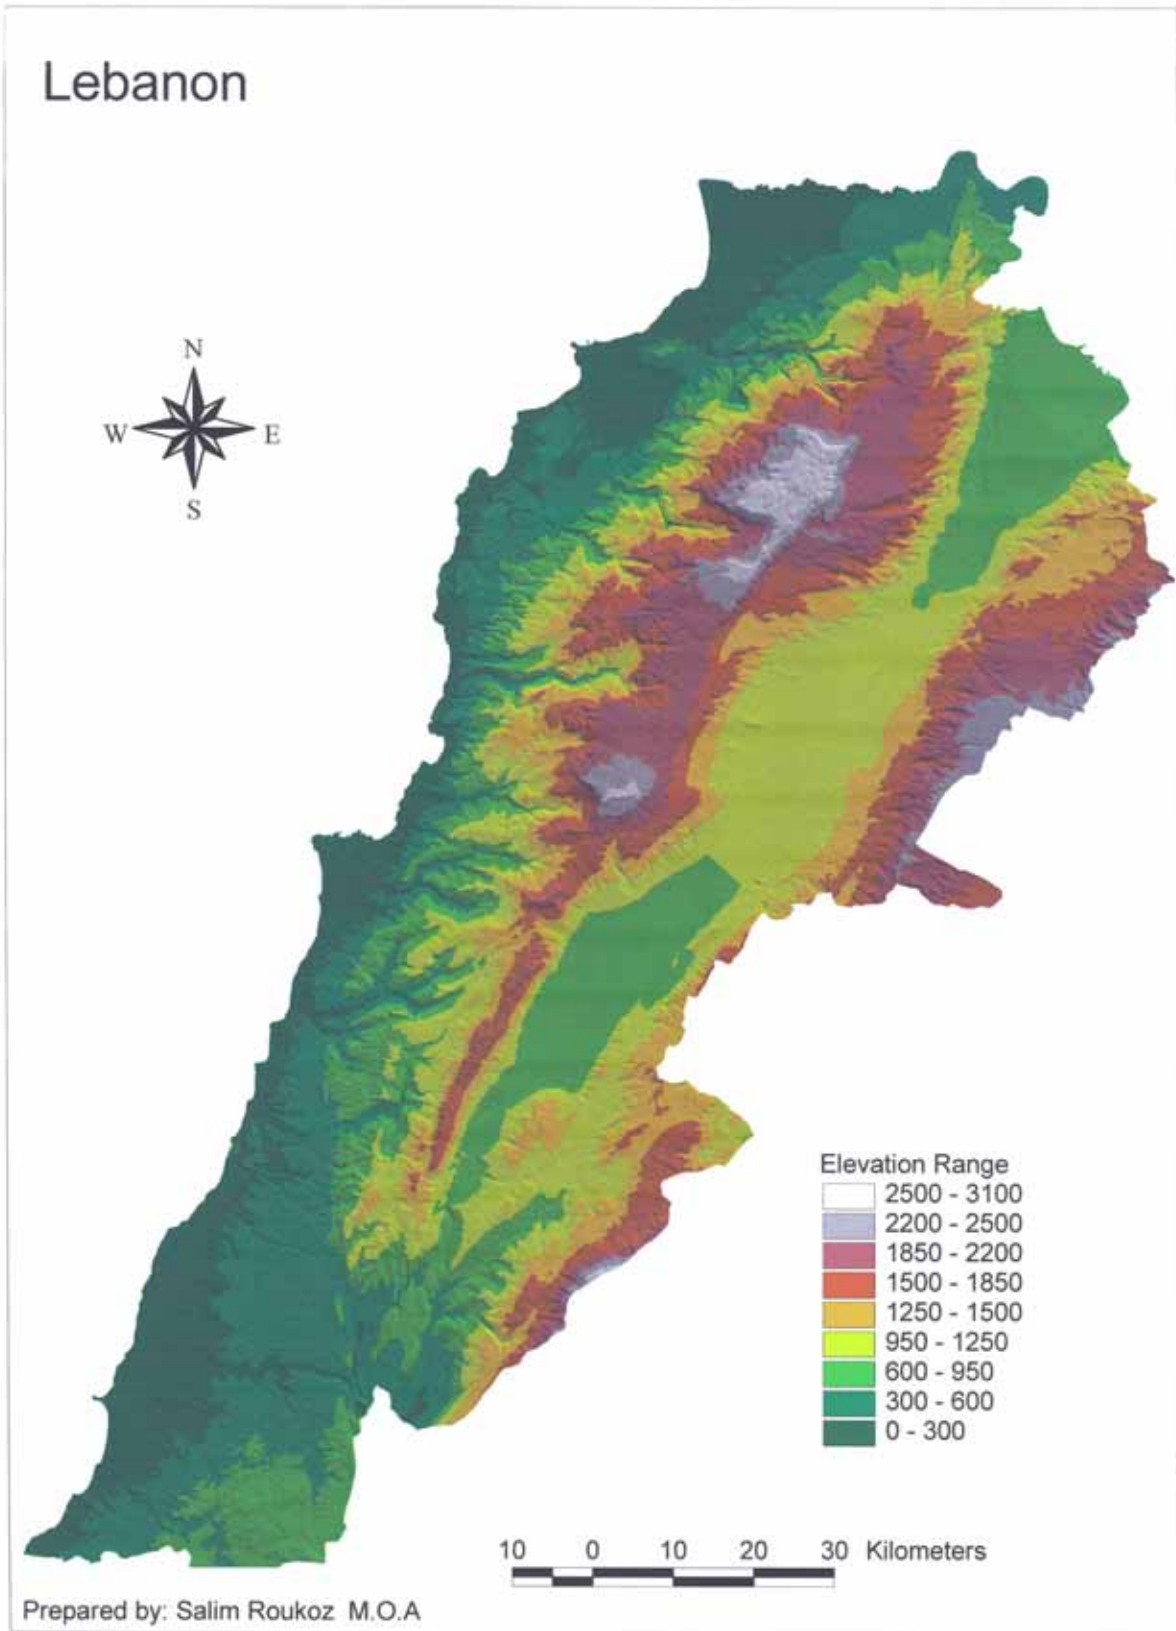 Lebanon
N
W E
S
Elevation Range
2500 - 3100
2200 - 2500
1850 - 2200
1500 - 1850
1250 - 1500
950 - 1250
600 - 950
300 - 600
0 - 300
10 0 10 20 30 Kilometers
Prepared by: Salim Roukoz M.O.A